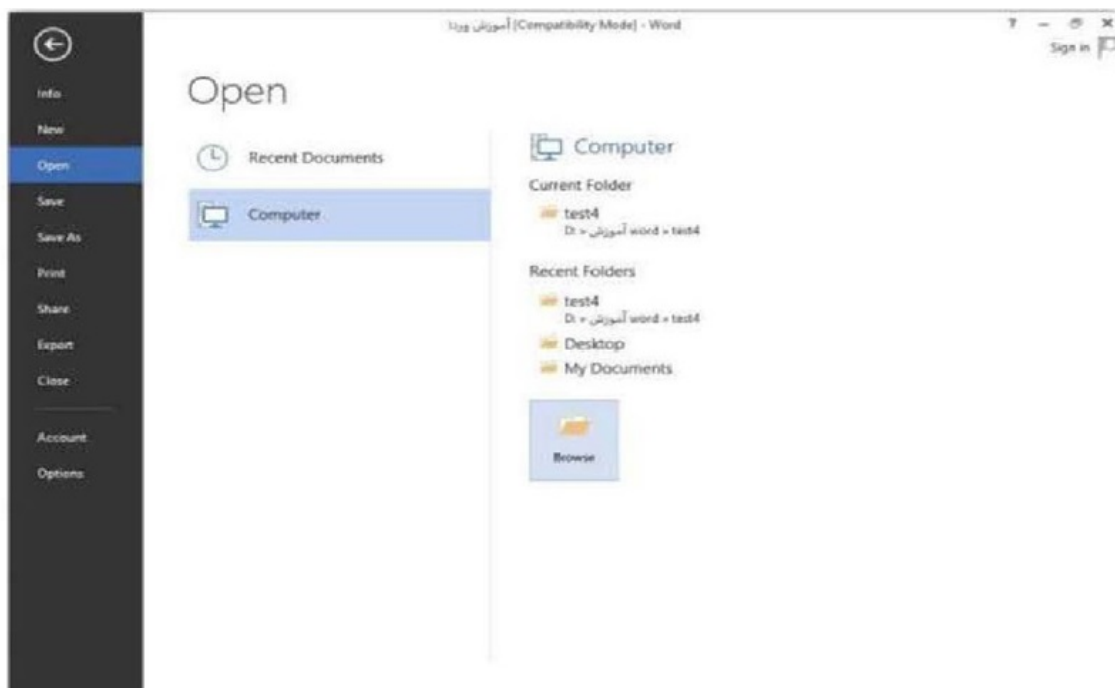 آموزش ورد1 [Compatibility Mode] - Word
? – ×
Sign in
Info
New
Open
Save
Save As
Print
Share
Export
Close
Account
Options
Open
Recent Documents
Computer
Computer
Current Folder
test4
D: » آموزش word » test4
Recent Folders
test4
D: » آموزش word » test4
Desktop
My Documents
Browse